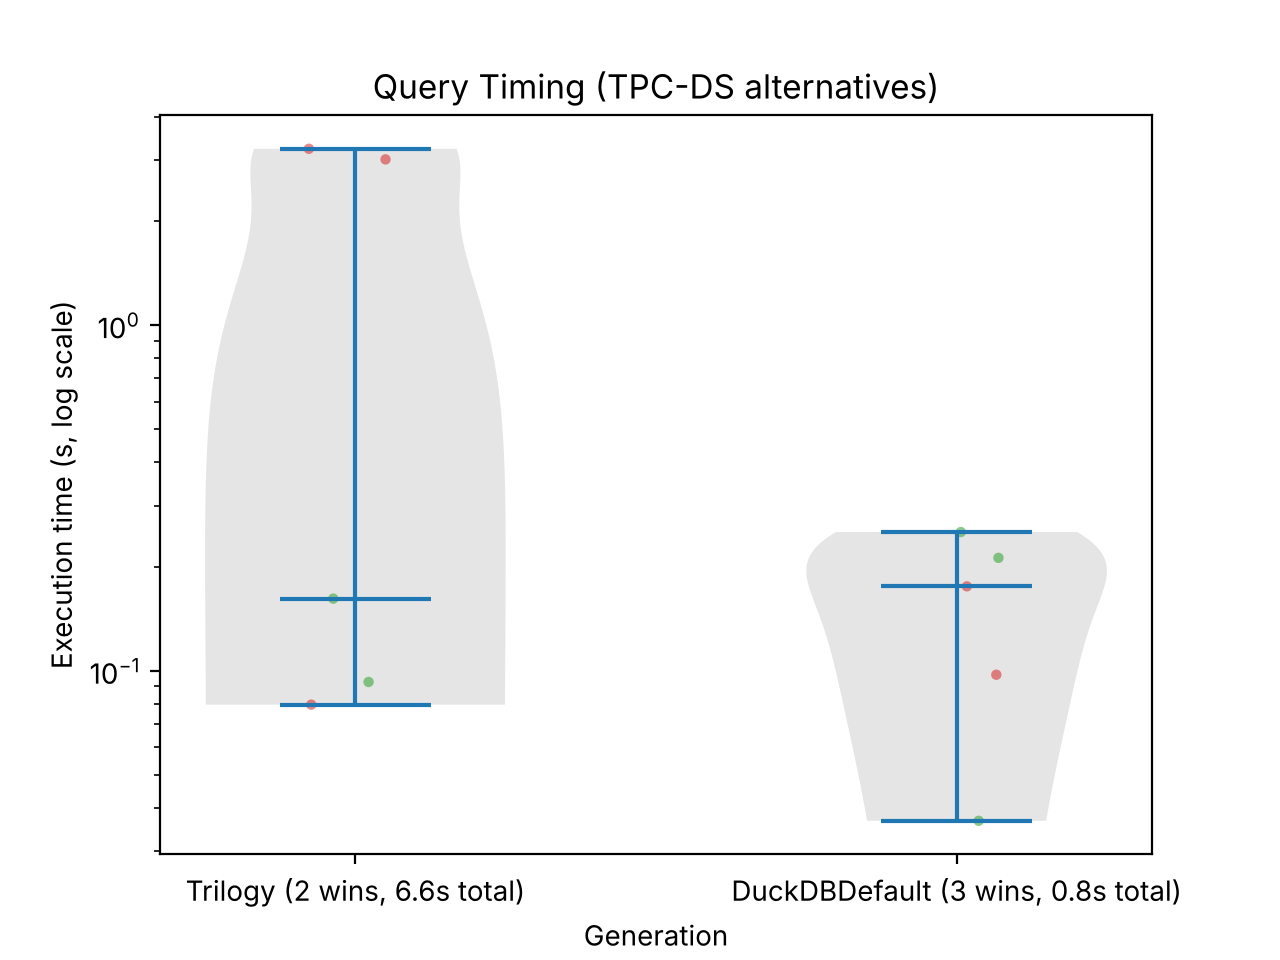 Query Timing (TPC-DS alternatives)
Execution time (s, log scale)
10⁰
10⁻¹
Trilogy (2 wins, 6.6s total)
DuckDBDefault (3 wins, 0.8s total)
Generation